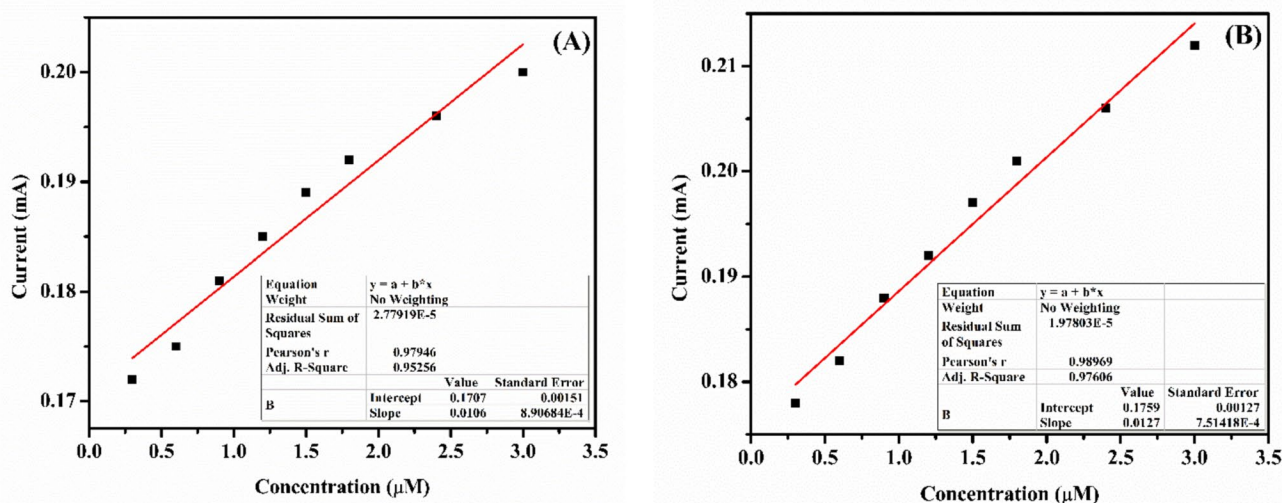 (A)
0.20
0.19
0.18
0.17
Current (mA)
Equation y = a + b*x
Weight No Weighting
Residual Sum of Squares 2.77919E-5
Pearson's r 0.97946
Adj. R-Square 0.95256
Value Standard Error
B Intercept 0.1707 0.00151
Slope 0.0106 8.90684E-4
0.0 0.5 1.0 1.5 2.0 2.5 3.0 3.5
Concentration (μM)
(B)
0.21
0.20
0.19
0.18
Current (mA)
Equation y = a + b*x
Weight No Weighting
Residual Sum of Squares 1.97803E-5
Pearson's r 0.98969
Adj. R-Square 0.97606
Value Standard Error
B Intercept 0.1759 0.00127
Slope 0.0127 7.51418E-4
0.5 1.0 1.5 2.0 2.5 3.0 3.5
Concentration (μM)